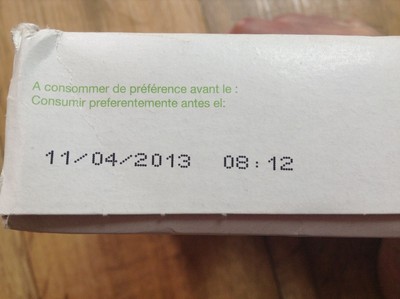 A consommer de préférence avant le :
Consumir preferentemente antes el:
11/04/2013 08:12